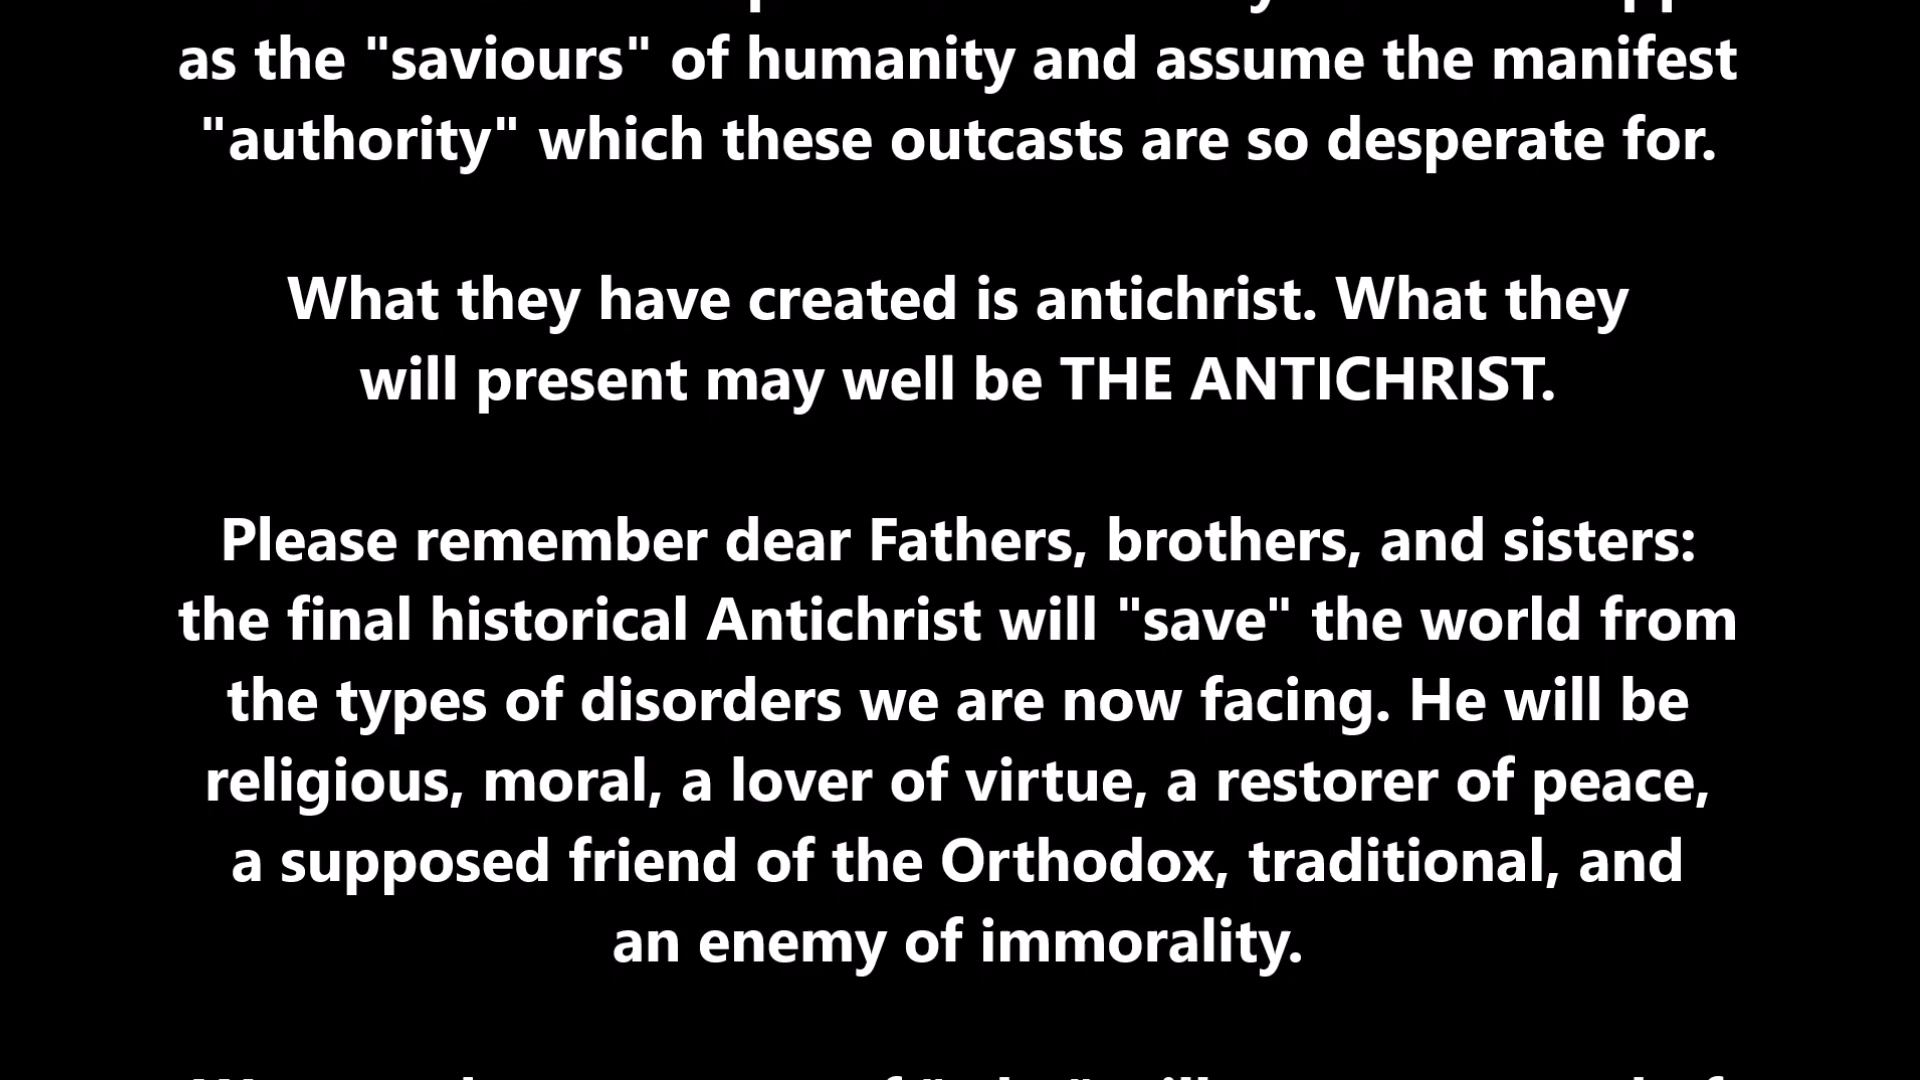 as the "saviours" of humanity and assume the manifest
"authority" which these outcasts are so desperate for.
What they have created is antichrist. What they
will present may well be THE ANTICHRIST.
Please remember dear Fathers, brothers, and sisters:
the final historical Antichrist will "save" the world from
the types of disorders we are now facing. He will be
religious, moral, a lover of virtue, a restorer of peace,
a supposed friend of the Orthodox, traditional, and
an enemy of immorality.